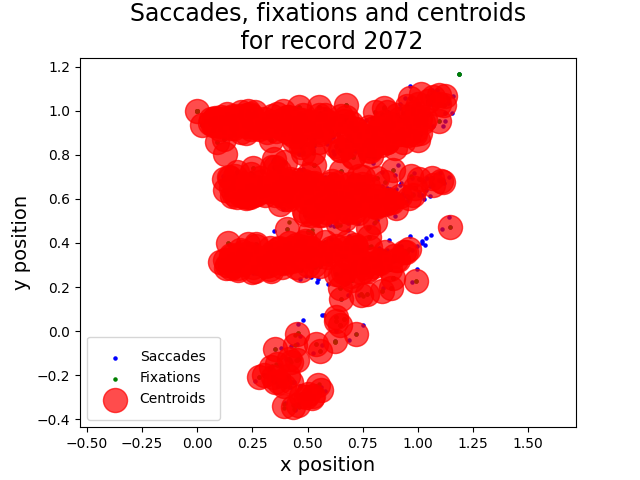 Saccades, fixations and centroids
for record 2072
1.2
1.0
0.8
0.6
0.4
0.2
0.0
−0.2
−0.4
y position
Saccades
Fixations
Centroids
−0.50
−0.25
0.00
0.25
0.50
0.75
1.00
1.25
1.50
x position